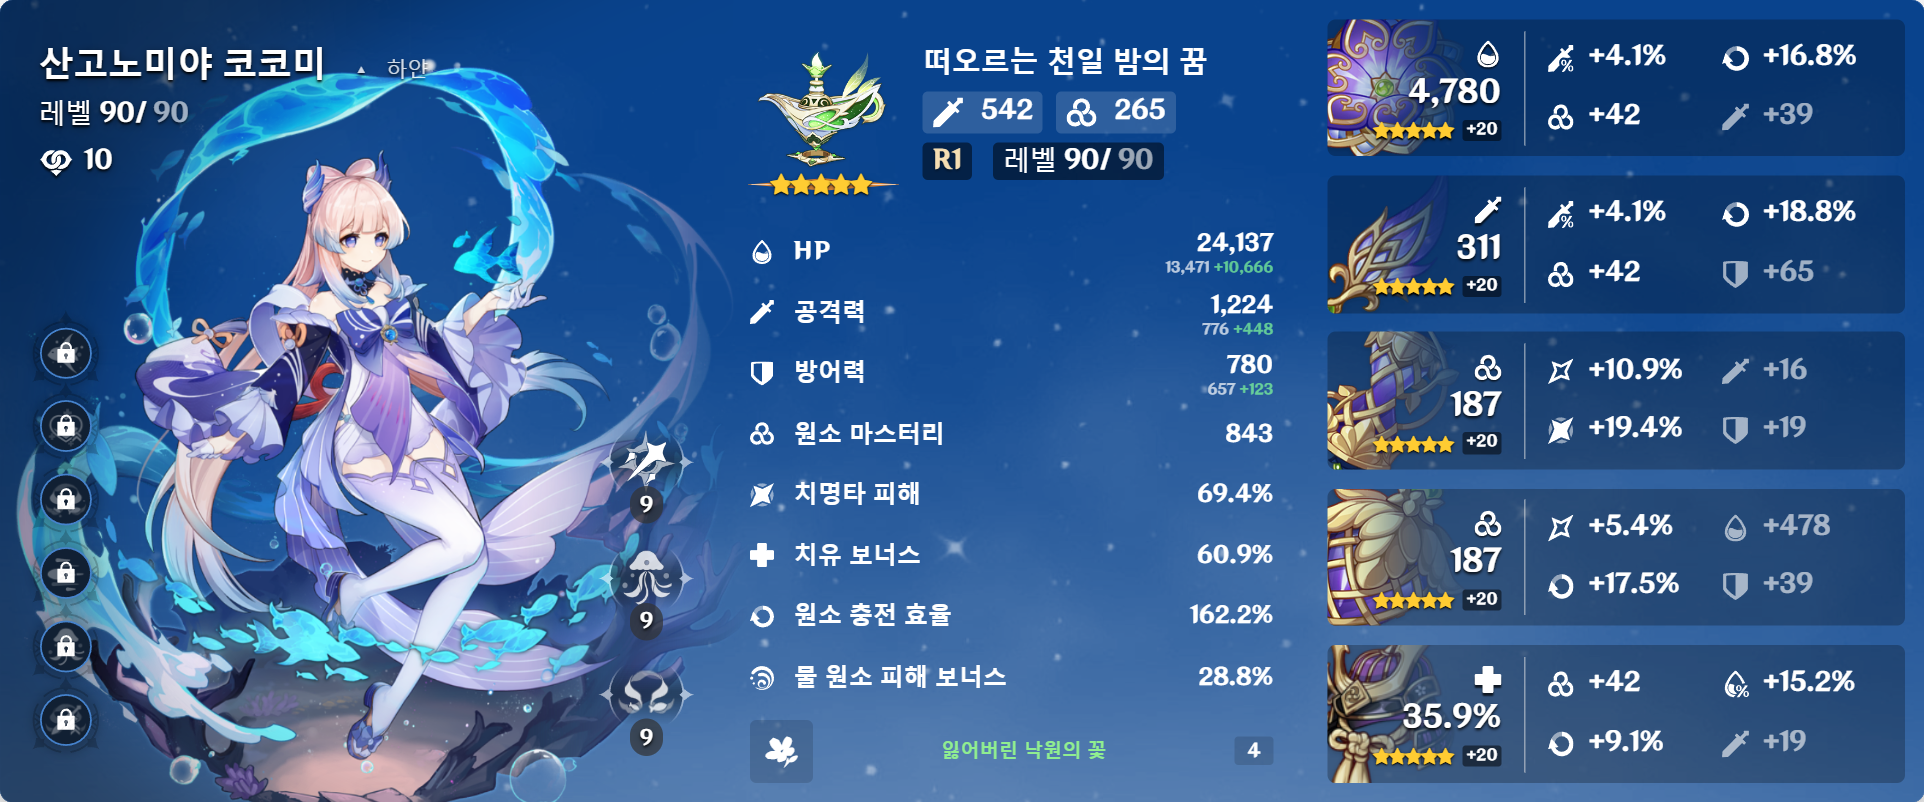 산고노미야 코코미 ▲ 하얀
레벨 90/ 90
10
9
9
9
떠오르는 천일 밤의 꿈
542 265
R1 레벨 90/ 90
HP 24,137
13,471 +10,666
공격력 1,224
776 +448
방어력 780
657 +123
원소 마스터리 843
치명타 피해 69.4%
치유 보너스 60.9%
원소 충전 효율 162.2%
물 원소 피해 보너스 28.8%
잃어버린 낙원의 꽃 4
4,780
+20
+4.1% +16.8%
+42 +39
311
+20
+4.1% +18.8%
+42 +65
187
+20
+10.9% +16
+19.4% +19
187
+20
+5.4% +478
+17.5% +39
35.9%
+20
+42 +15.2%
+9.1% +19